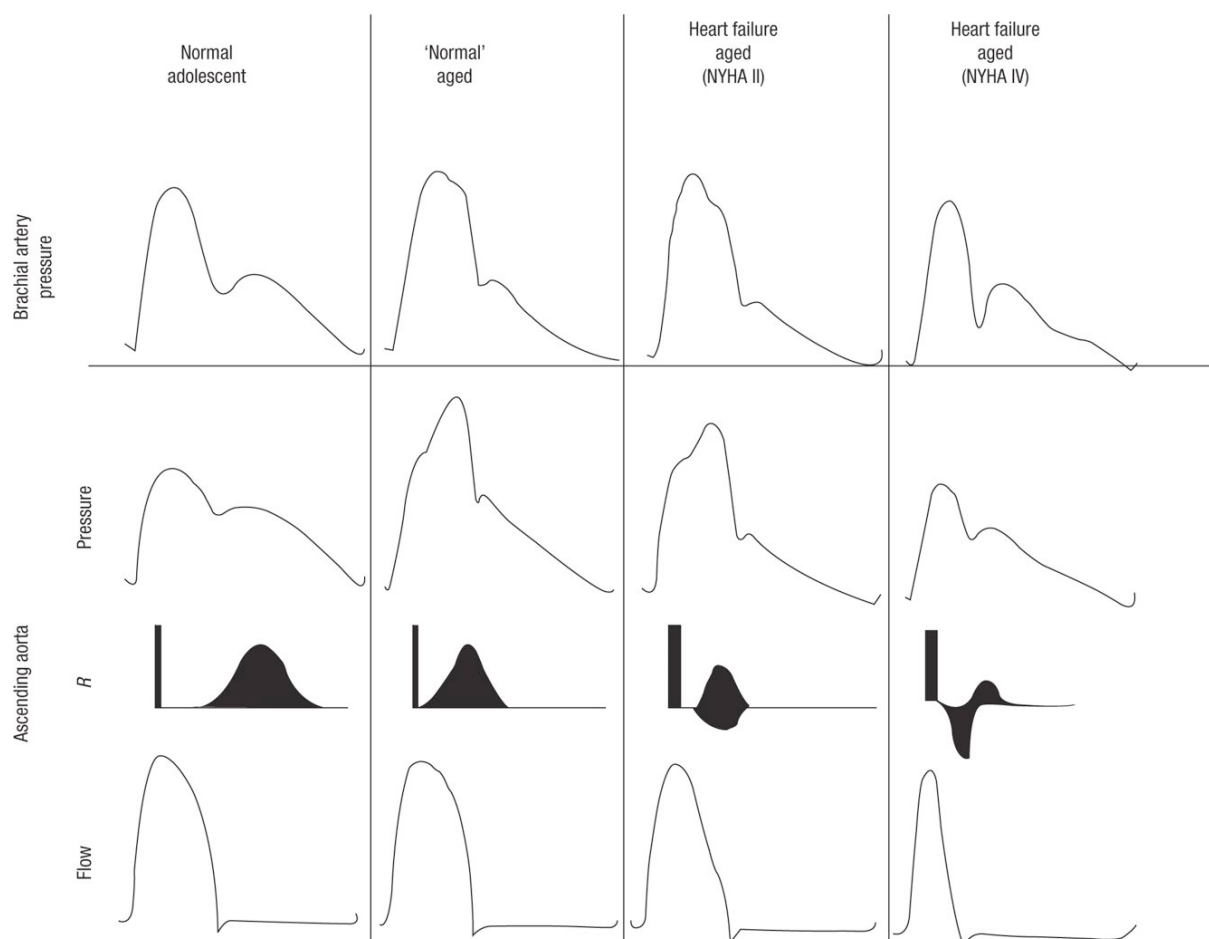 Normal
adolescent
‘Normal’
aged
Heart failure
aged
(NYHA II)
Heart failure
aged
(NYHA IV)
Brachial artery
pressure
Ascending aorta
Pressure
R
Flow